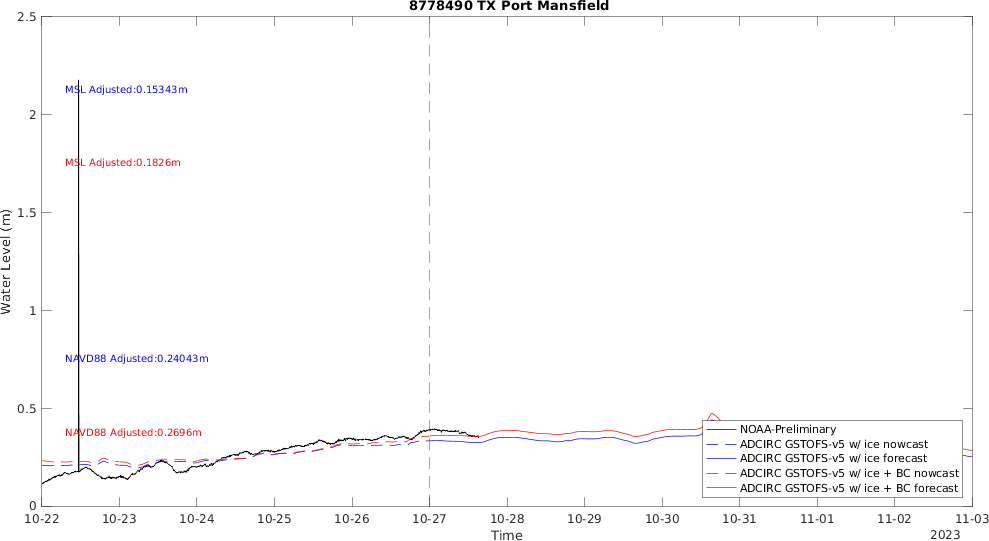 8778490 TX Port Mansfield
2.5
2
1.5
1
0.5
0
Water Level (m)
MSL Adjusted:0.15343m
MSL Adjusted:0.1826m
NAVD88 Adjusted:0.24043m
NAVD88 Adjusted:0.2696m
NOAA-Preliminary
ADCIRC GSTOFS-v5 w/ ice nowcast
ADCIRC GSTOFS-v5 w/ ice forecast
ADCIRC GSTOFS-v5 w/ ice + BC nowcast
ADCIRC GSTOFS-v5 w/ ice + BC forecast
10-22 10-23 10-24 10-25 10-26 10-27 10-28 10-29 10-30 10-31 11-01 11-02 11-03
Time
2023